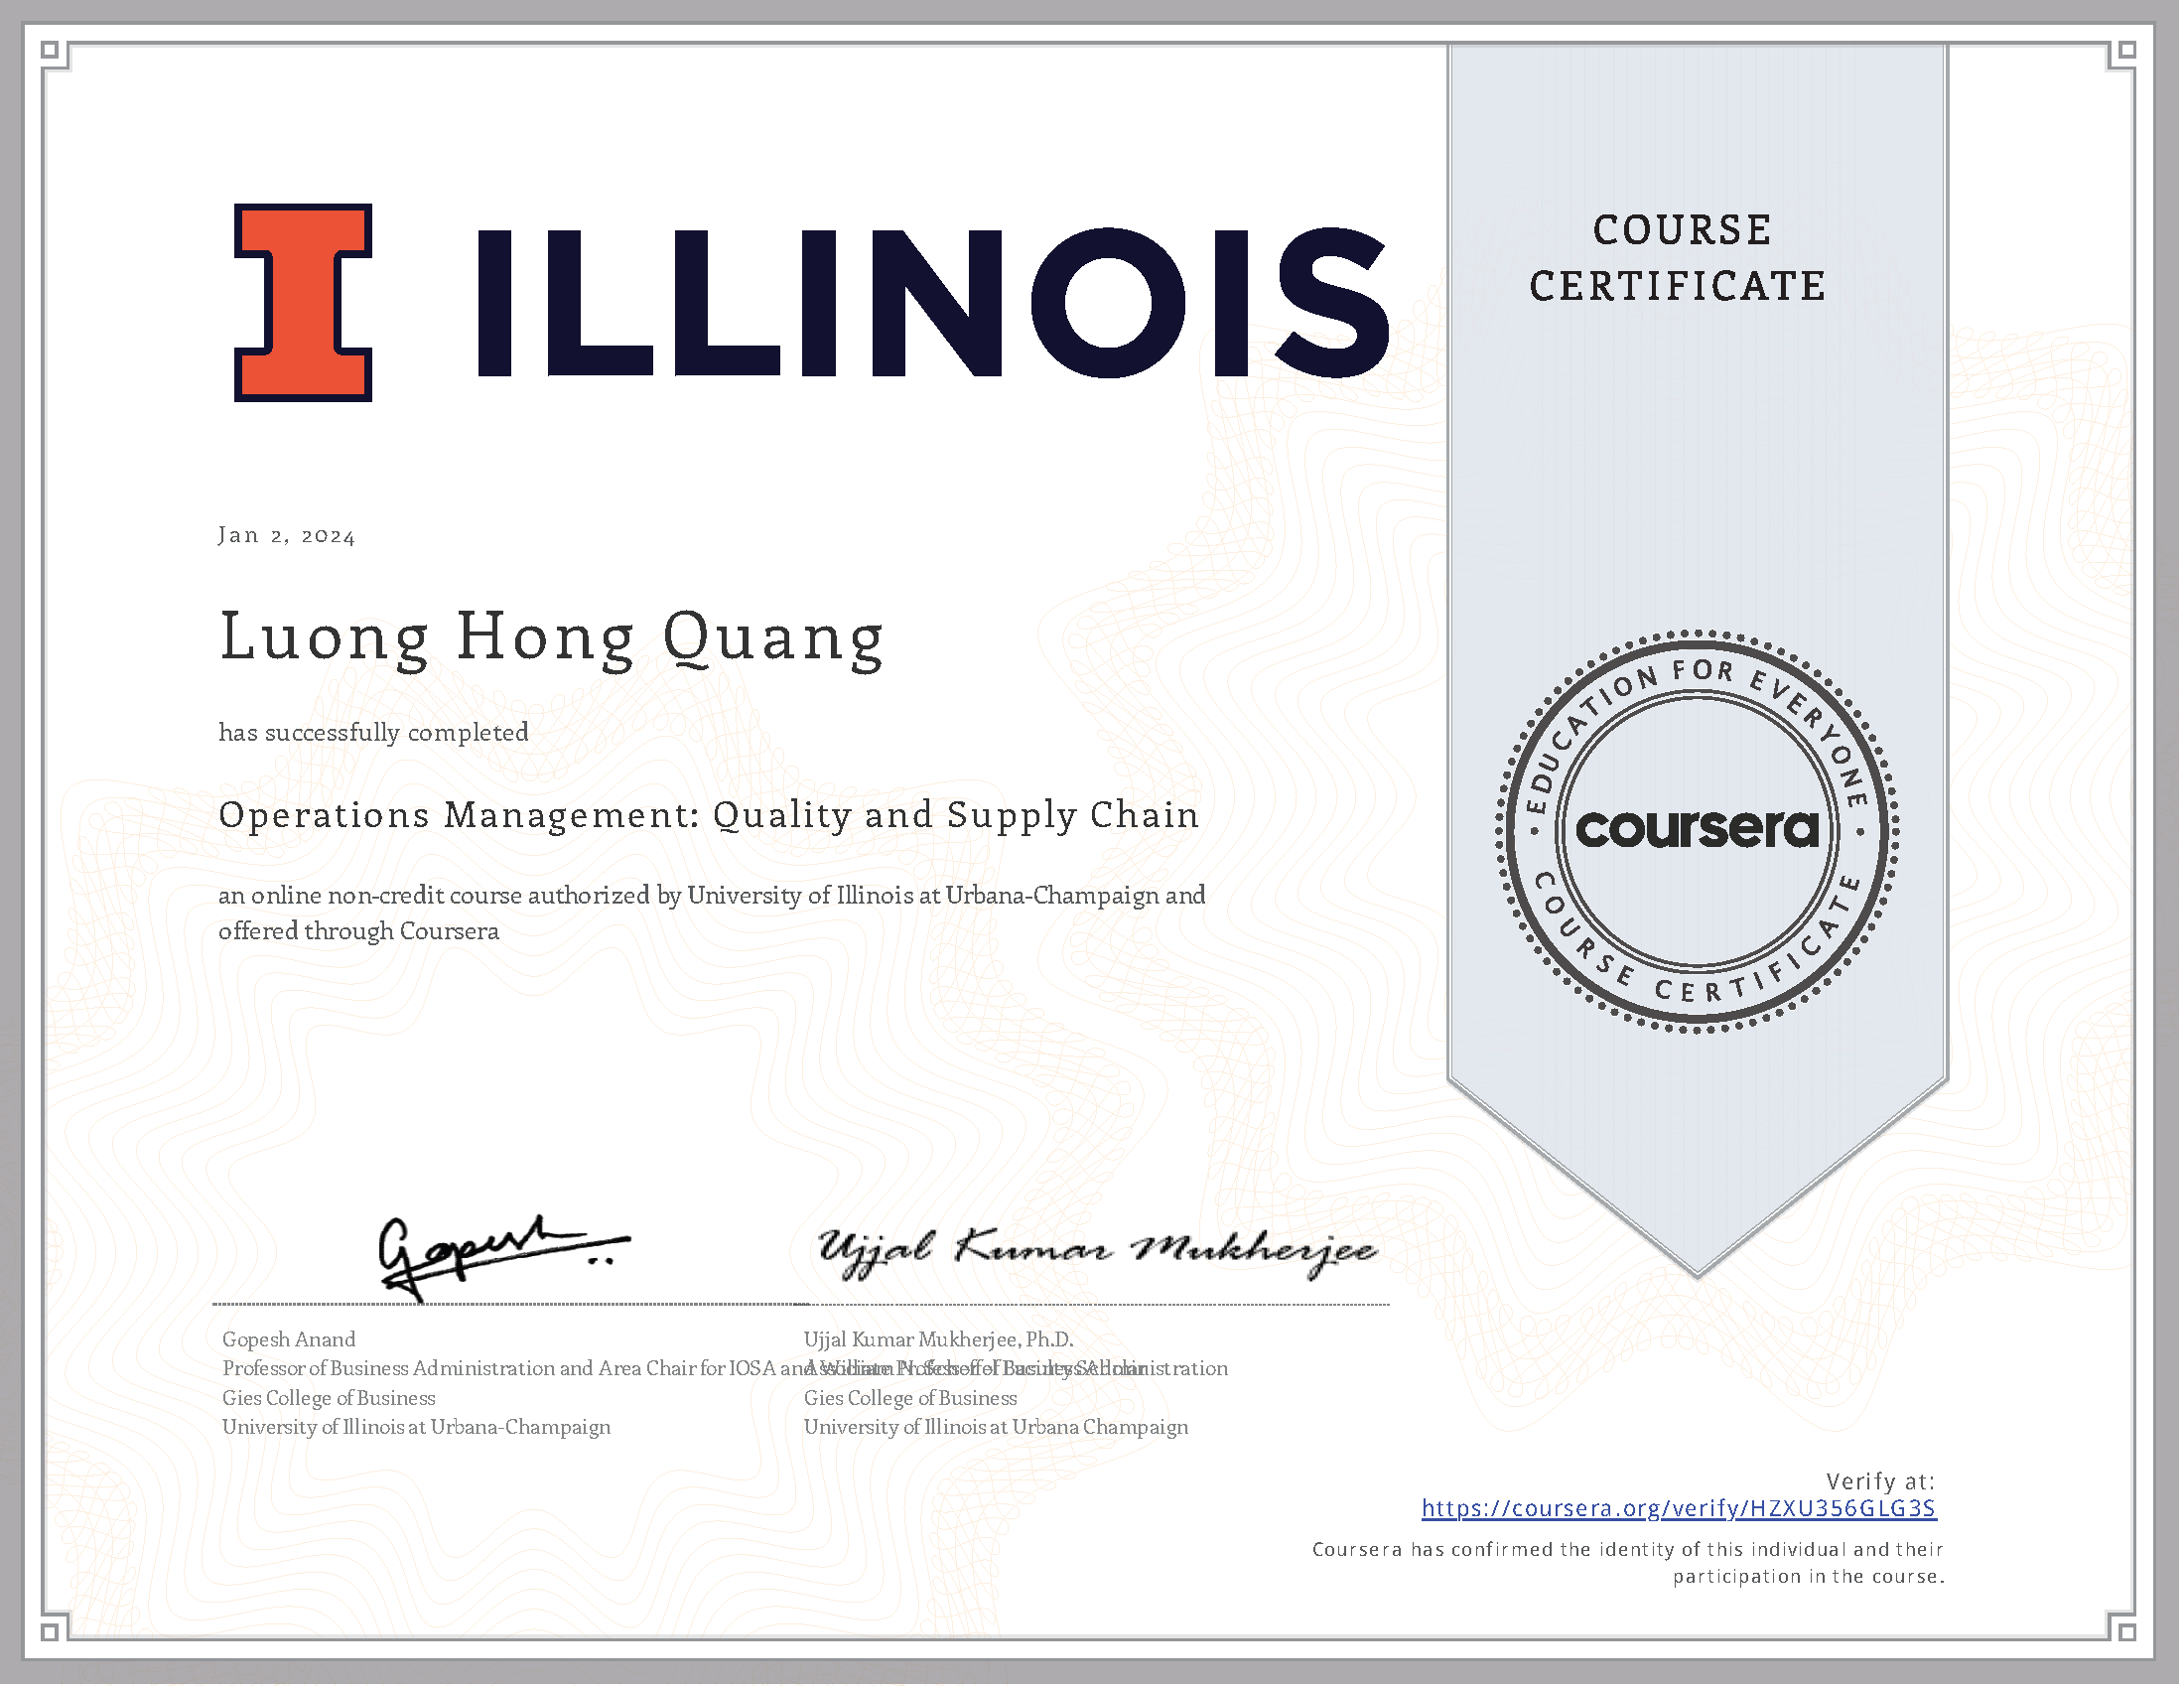 I ILLINOIS
COURSE
CERTIFICATE
Jan 2, 2024
Luong Hong Quang
has successfully completed
Operations Management: Quality and Supply Chain
an online non-credit course authorized by University of Illinois at Urbana-Champaign and
offered through Coursera
EDUCATION FOR EVERYONE
coursera
COURSE CERTIFICATE
Gopesh
Ujjal Kumar Mukherjee
Gopesh Anand
Professor of Business Administration and Area Chair for IOSA and William N. Scheffel Faculty Scholar
Gies College of Business
University of Illinois at Urbana-Champaign
Ujjal Kumar Mukherjee, Ph.D.
Associate Professor of Business Administration
Gies College of Business
University of Illinois at Urbana Champaign
Verify at:
https://coursera.org/verify/HZXU356GLG3S
Coursera has confirmed the identity of this individual and their
participation in the course.